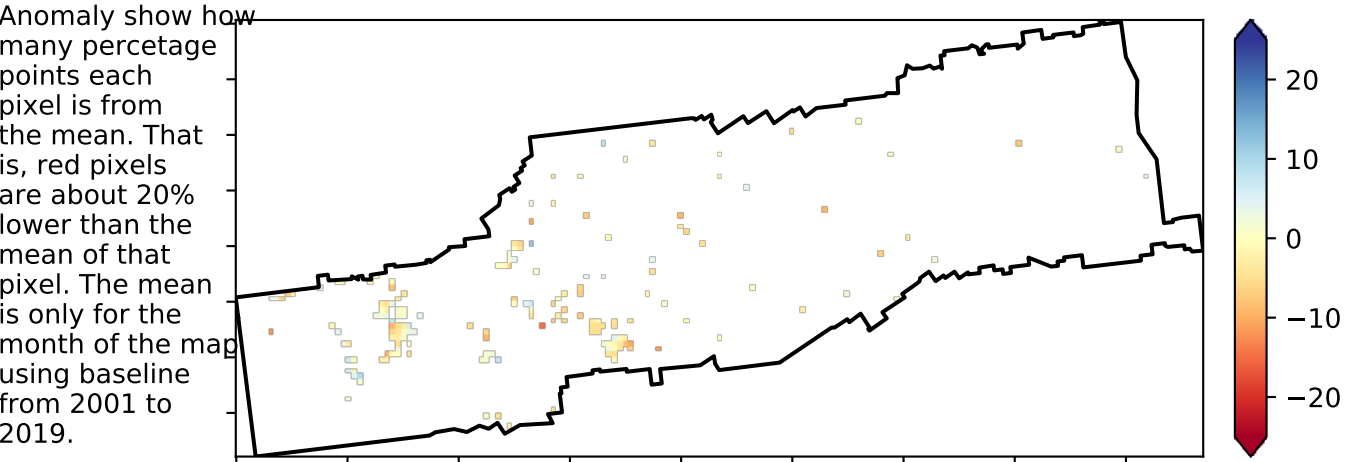 Anomaly show how
many percetage
points each
pixel is from
the mean. That
is, red pixels
are about 20%
lower than the
mean of that
pixel. The mean
is only for the
month of the map
using baseline
from 2001 to
2019.
20
10
0
−10
−20